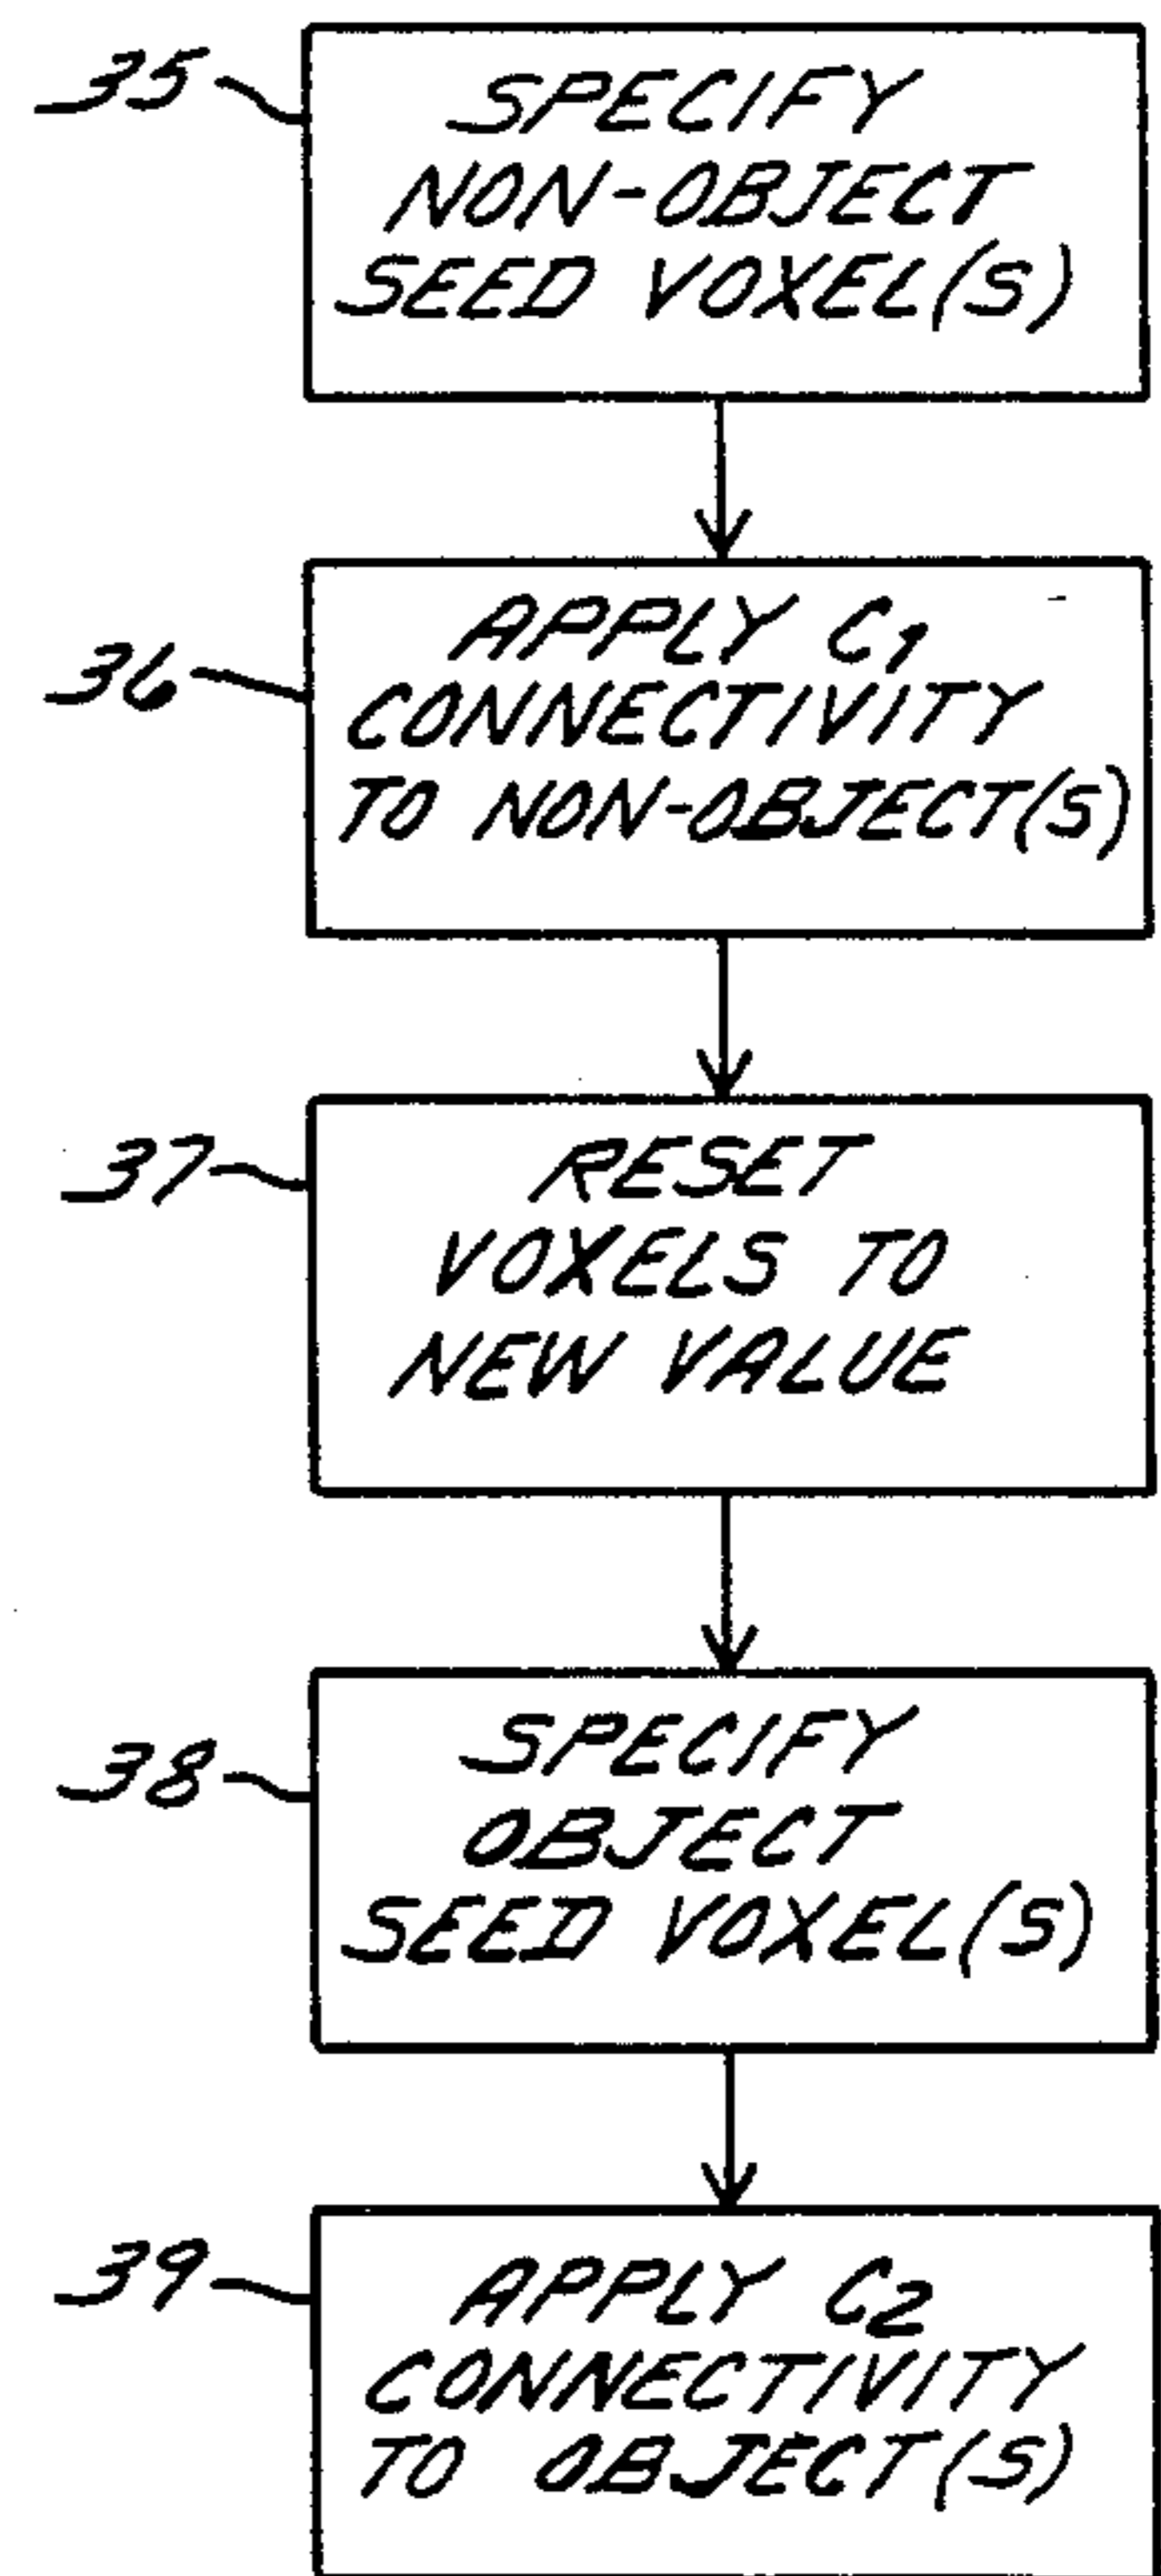 35
SPECIFY
NON-OBJECT
SEED VOXEL(S)
36
APPLY C1
CONNECTIVITY
TO NON-OBJECT(S)
37
RESET
VOXELS TO
NEW VALUE
38
SPECIFY
OBJECT
SEED VOXEL(S)
39
APPLY C2
CONNECTIVITY
TO OBJECT(S)